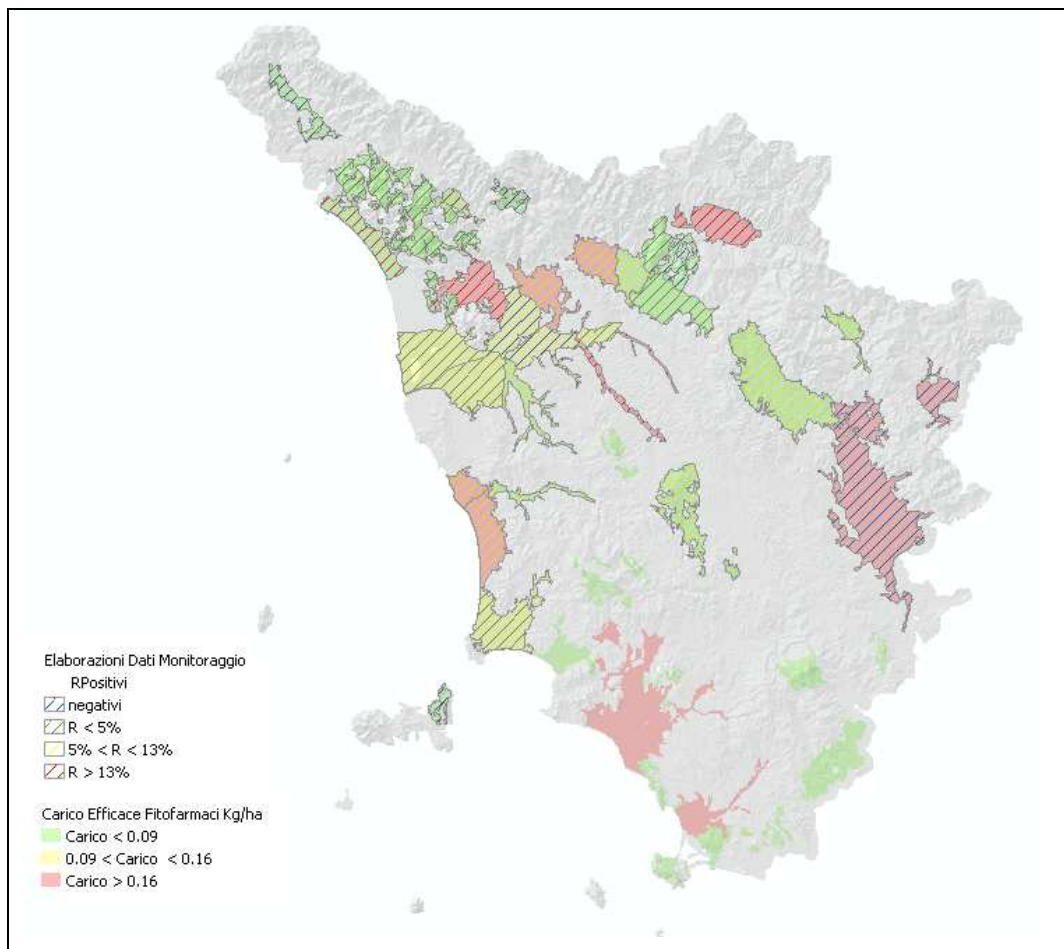 Elaborazioni Dati Monitoraggio
RPositivi
negativi
R < 5%
5% < R < 13%
R > 13%
Carico Efficace Fitofarmaci Kg/ha
Carico < 0.09
0.09 < Carico < 0.16
Carico > 0.16